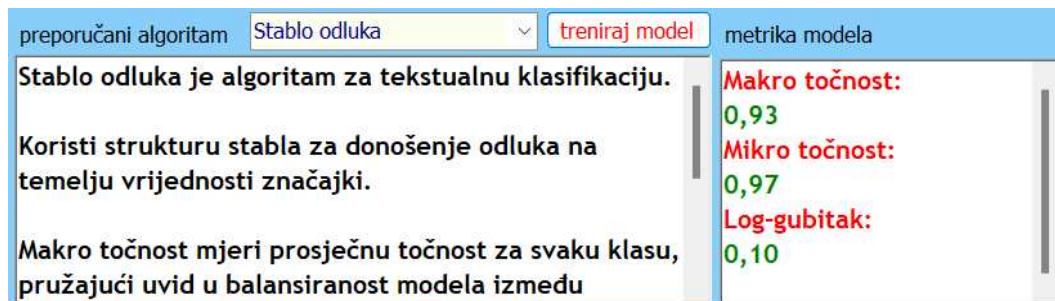 preporučani algoritam Stablo odluka treniraj model metrika modela
Stablo odluka je algoritam za tekstualnu klasifikaciju.
Koristi strukturu stabla za donošenje odluka na
temelju vrijednosti značajki.
Makro točnost mjeri prosječnu točnost za svaku klasu,
pružajući uvid u balansiranost modela između
Makro točnost:
0,93
Mikro točnost:
0,97
Log-gubitak:
0,10